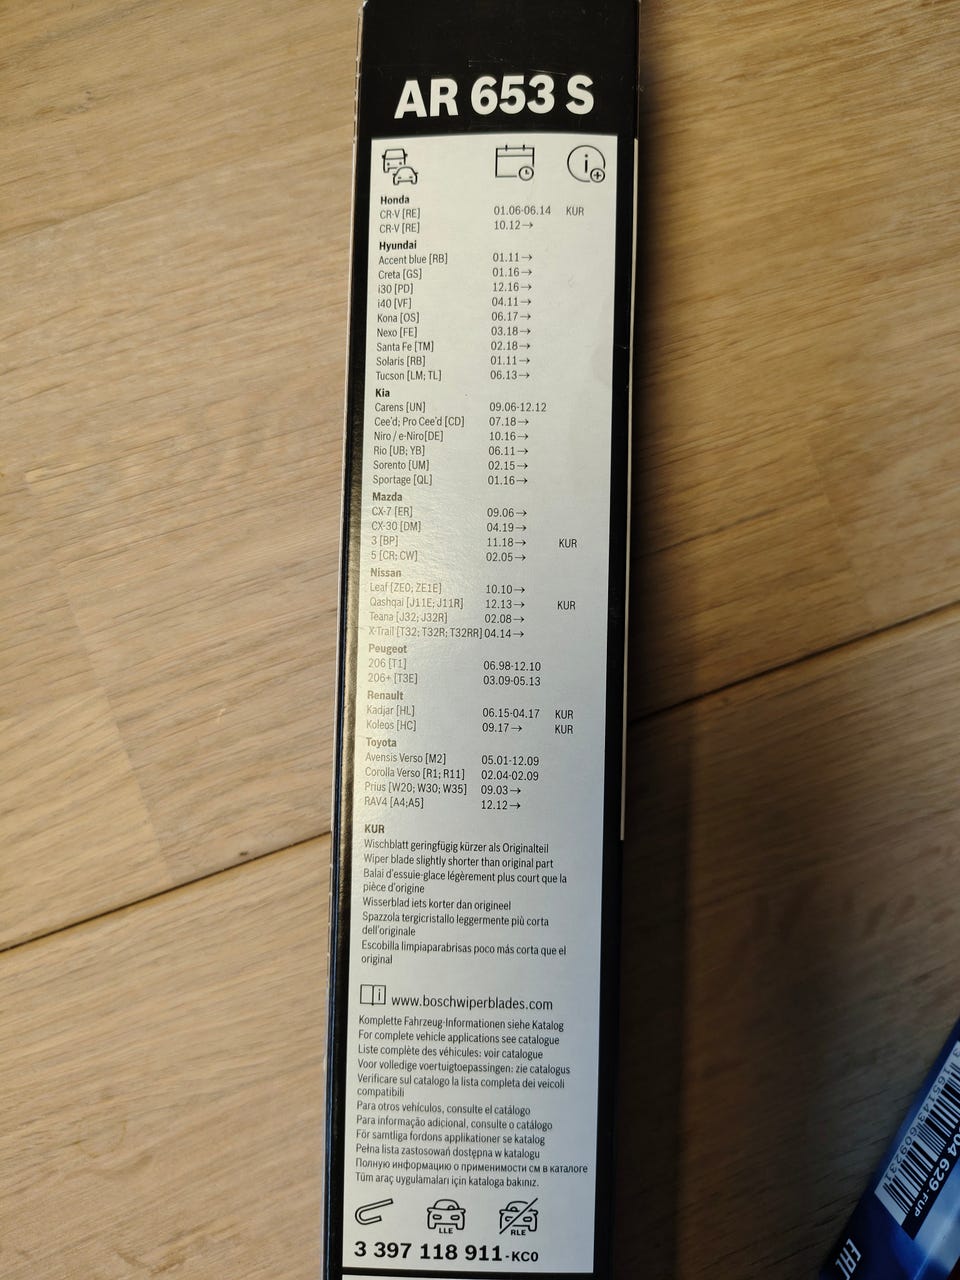 AR 653 S
Honda
CR-V [RE] 01.06-06.14 KUR
CR-V [RE] 10.12→
Hyundai
Accent blue [RB] 01.11→
Creta [GS] 01.16→
i30 [PD] 12.16→
i40 [VF] 04.11→
Kona [OS] 06.17→
Nexo [FE] 03.18→
Santa Fe [TM] 02.18→
Solaris [RB] 01.11→
Tucson [LM; TL] 06.13→
Kia
Carens [UN] 09.06-12.12
Cee'd; Pro Cee'd [CD] 07.18→
Niro / e-Niro[DE] 10.16→
Rio [UB; YB] 06.11→
Sorento [UM] 02.15→
Sportage [QL] 01.16→
Mazda
CX-7 [ER] 09.06→
CX-30 [DM] 04.19→
3 [BP] 11.18→ KUR
5 [CR; CW] 02.05→
Nissan
Leaf [ZE0; ZE1E] 10.10→
Qashqai [J11E; J11R] 12.13→ KUR
Teana [J32; J32R] 02.08→
X-Trail [T32; T32R; T32RR] 04.14→
Peugeot
206 [T1] 06.98-12.10
206+ [T3E] 03.09-05.13
Renault
Kadjar [HL] 06.15-04.17 KUR
Koleos [HC] 09.17→ KUR
Toyota
Avensis Verso [M2] 05.01-12.09
Corolla Verso [R1; R11] 02.04-02.09
Prius [W20; W30; W35] 09.03→
RAV4 [A4;A5] 12.12→
KUR
Wischblatt geringfügig kürzer als Originalteil
Wiper blade slightly shorter than original part
Balai d'essuie-glace légèrement plus court que la
pièce d'origine
Wisserblad iets korter dan origineel
Spazzola tergicristallo leggermente più corta
dell'originale
Escobilla limpiaparabrisas poco más corta que el
original
www.boschwiperblades.com
Komplette Fahrzeug-Informationen siehe Katalog
For complete vehicle applications see catalogue
Liste complète des véhicules: voir catalogue
Voor volledige voertuigtoepassingen: zie catalogus
Verificare sul catalogo la lista completa dei veicoli
compatibili
Para otros vehículos, consulte el catálogo
Para informação adicional, consulte o catálogo
För samtliga fordons applikationer se katalog
Pełna lista zastosowań dostępna w katalogu
Полную информацию о применимости см в каталоге
Tüm araç uygulamaları için kataloga bakınız.
LLE RLE
3 397 118 911-KC0
04 629-FUP
EAC